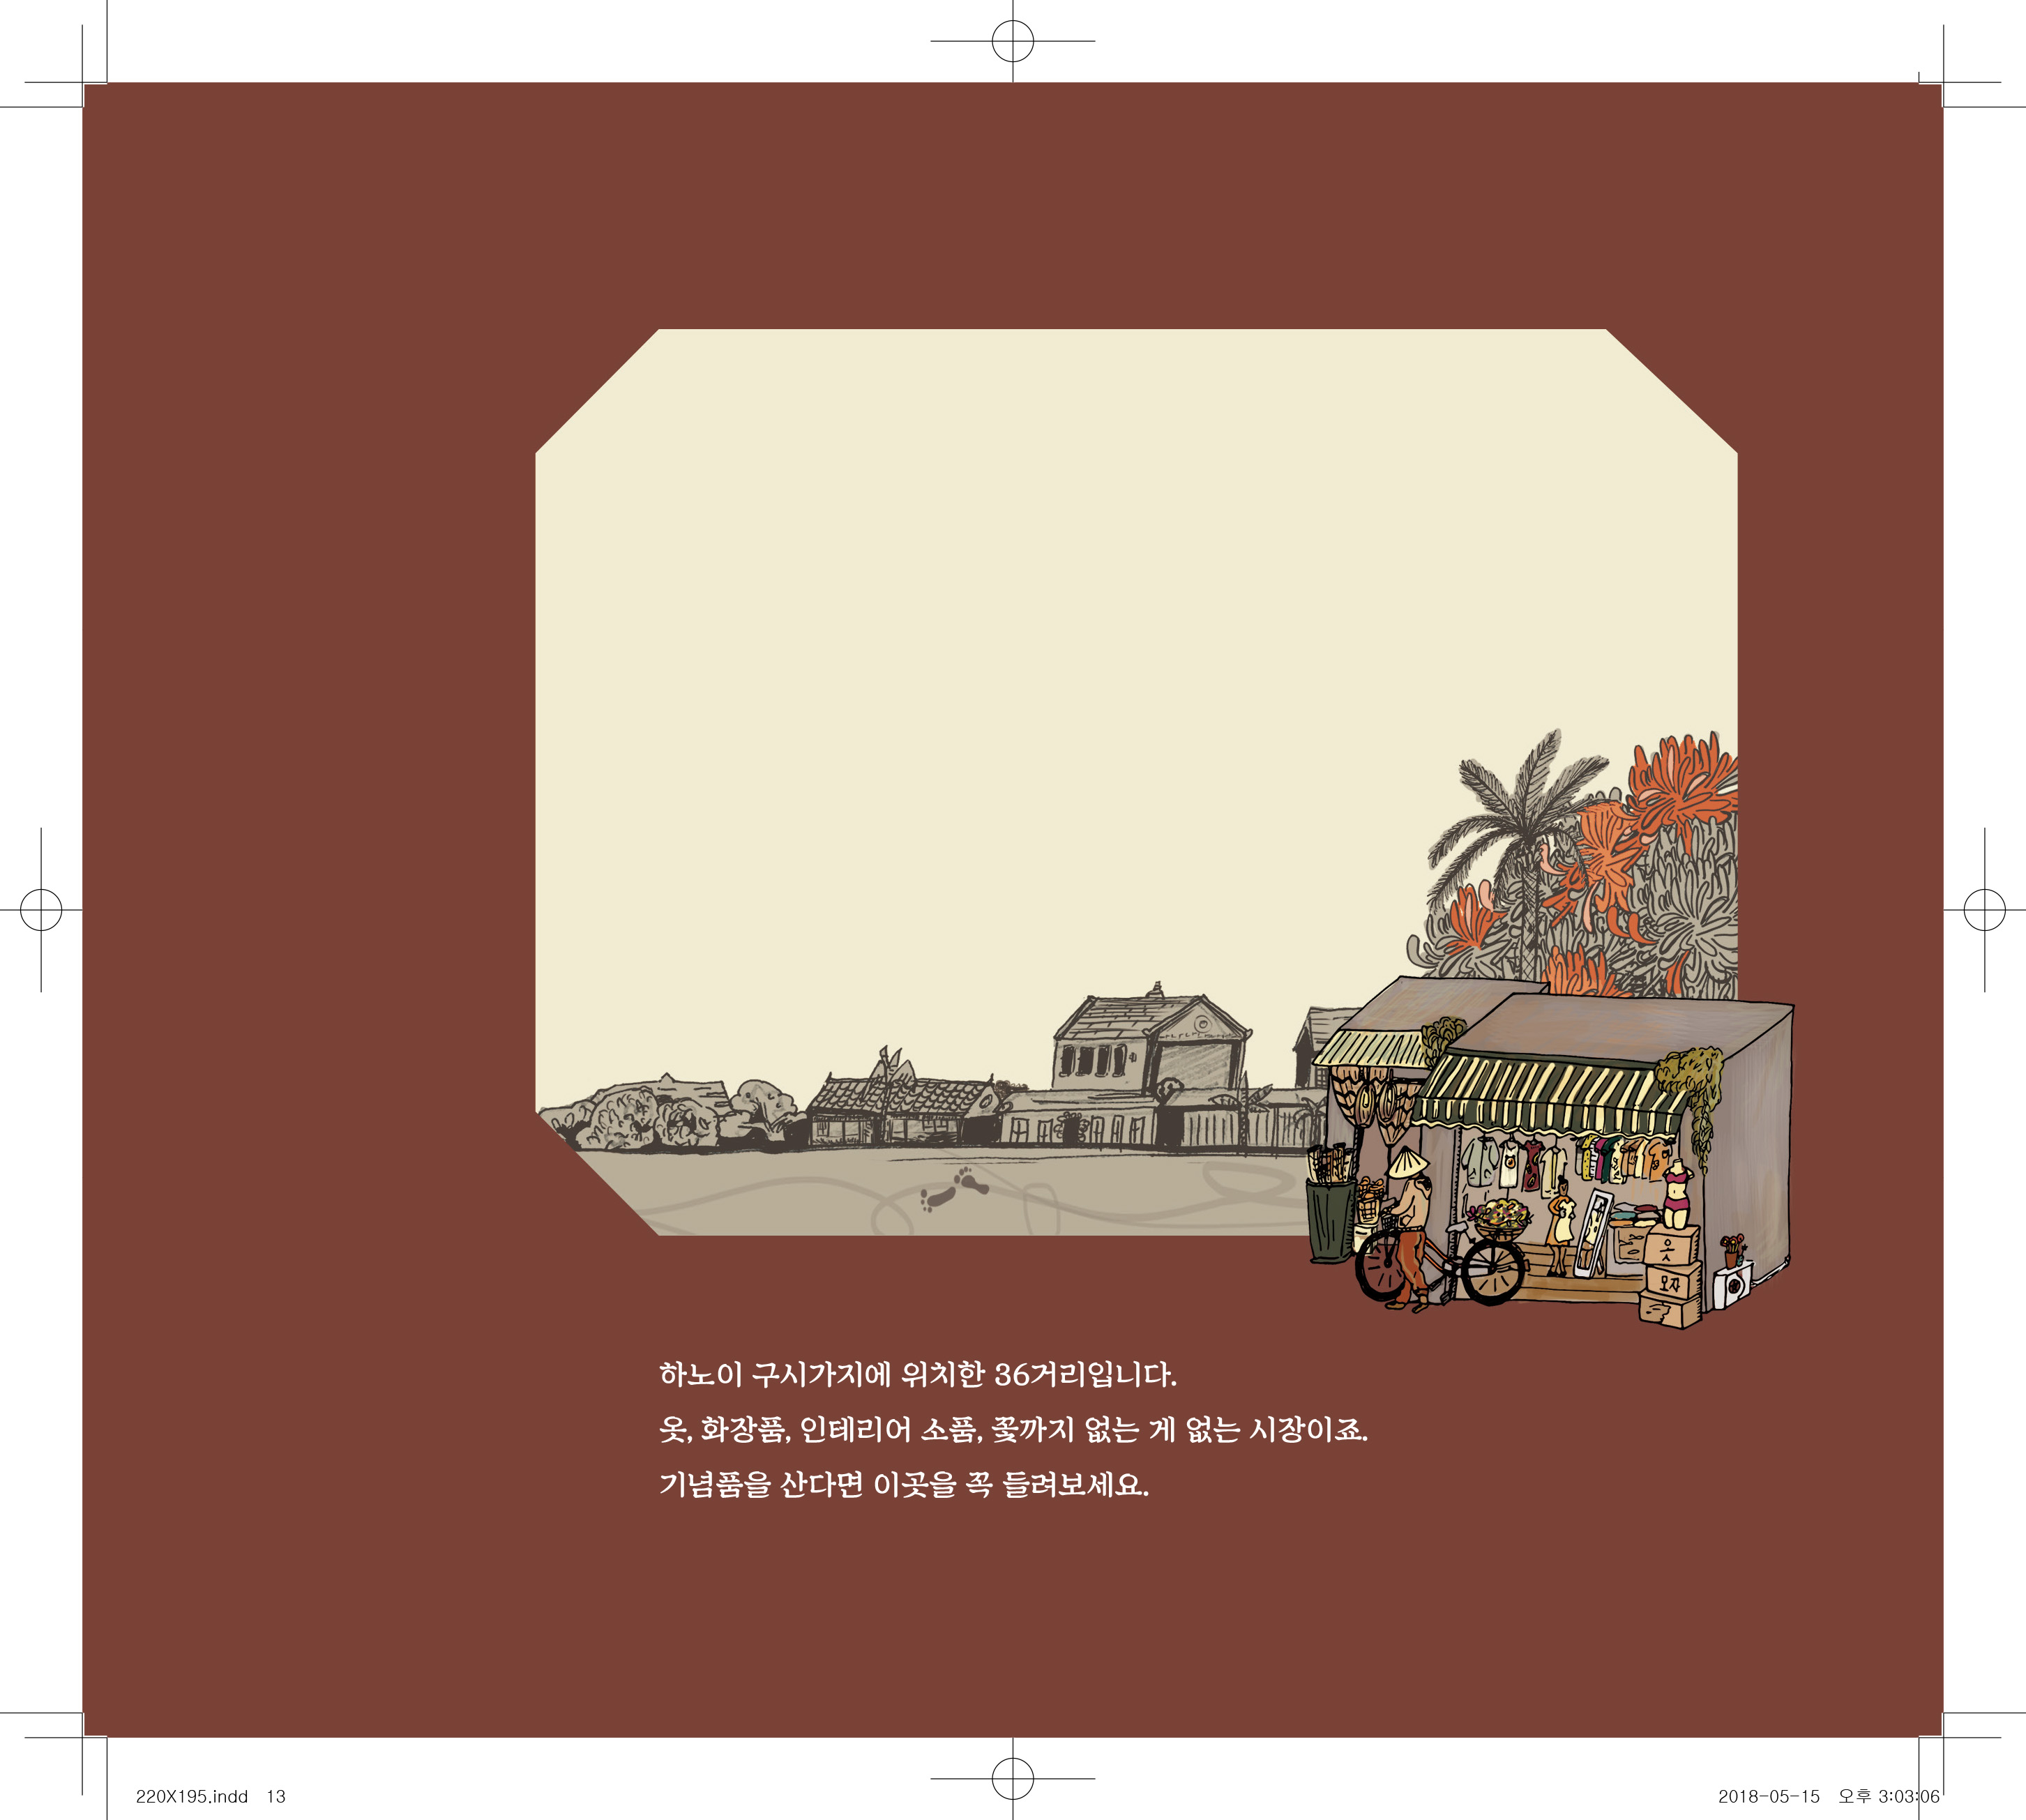 옷
모자
하노이 구시가지에 위치한 36거리입니다.
옷, 화장품, 인테리어 소품, 꽃까지 없는 게 없는 시장이죠.
기념품을 산다면 이곳을 꼭 들려보세요.
220X195.indd 13
2018-05-15 오후 3:03:06